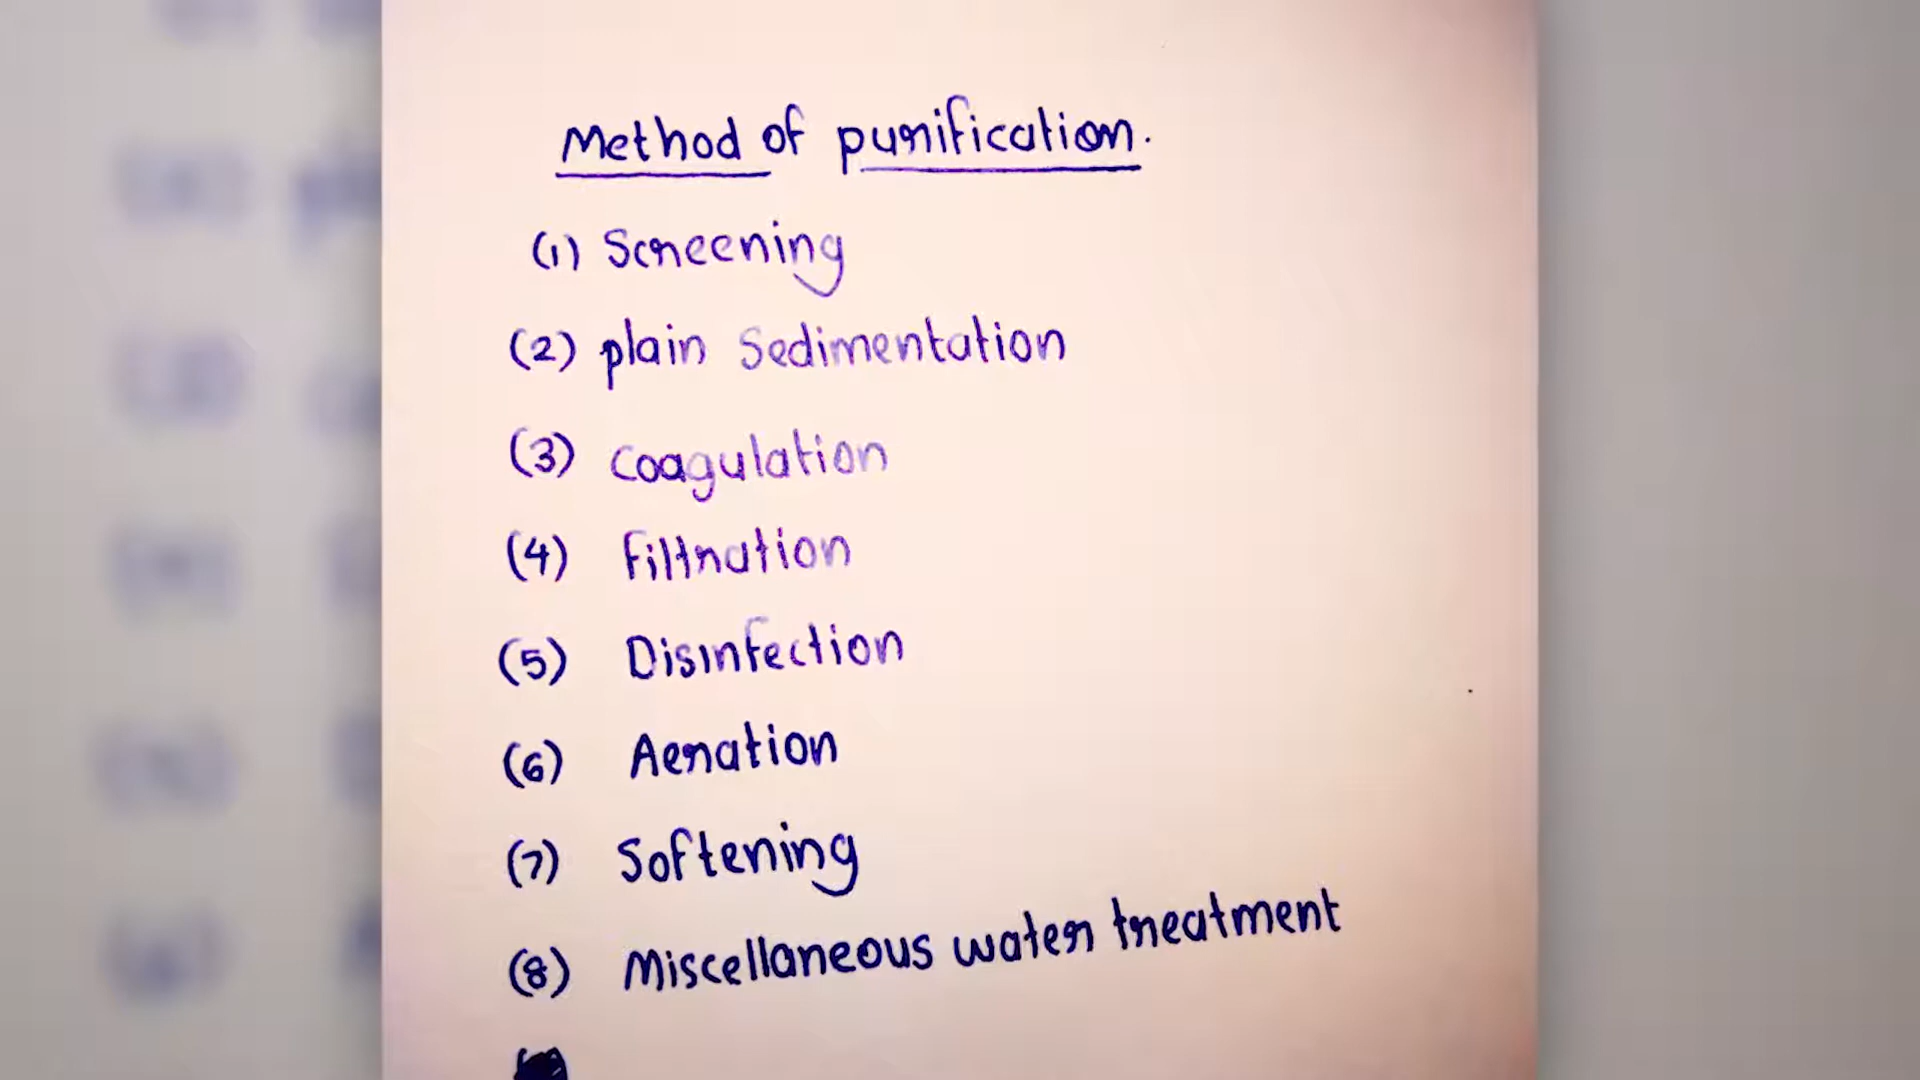 Method of purification.
(1) Screening
(2) plain Sedimentation
(3) Coagulation
(4) Filtration
(5) Disinfection
(6) Aeration
(7) Softening
(8) Miscellaneous water treatment